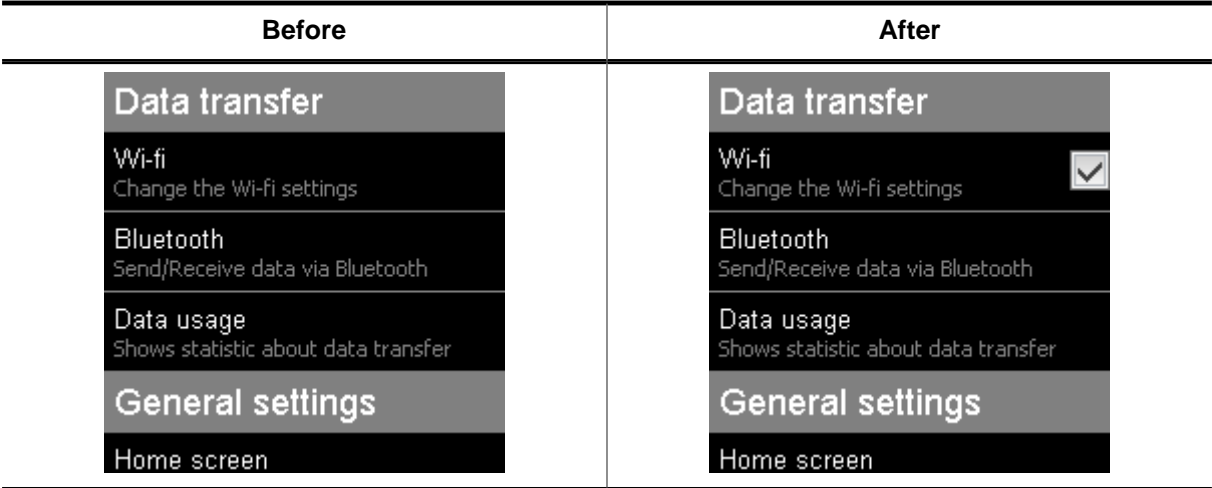 Before
After
Data transfer
Wi-fi
Change the Wi-fi settings
Bluetooth
Send/Receive data via Bluetooth
Data usage
Shows statistic about data transfer
General settings
Home screen
Data transfer
Wi-fi
Change the Wi-fi settings
Bluetooth
Send/Receive data via Bluetooth
Data usage
Shows statistic about data transfer
General settings
Home screen